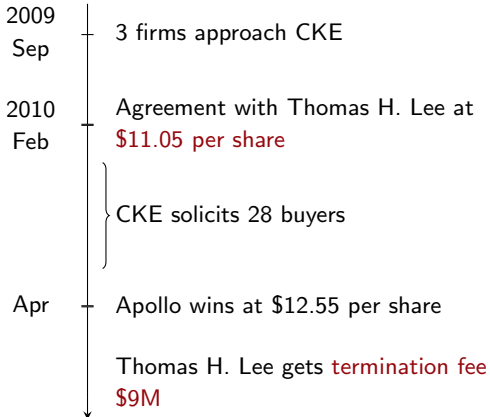 2009
Sep
3 firms approach CKE
2010
Feb
Agreement with Thomas H. Lee at
$11.05 per share
CKE solicits 28 buyers
Apr
Apollo wins at $12.55 per share
Thomas H. Lee gets termination fee
$9M